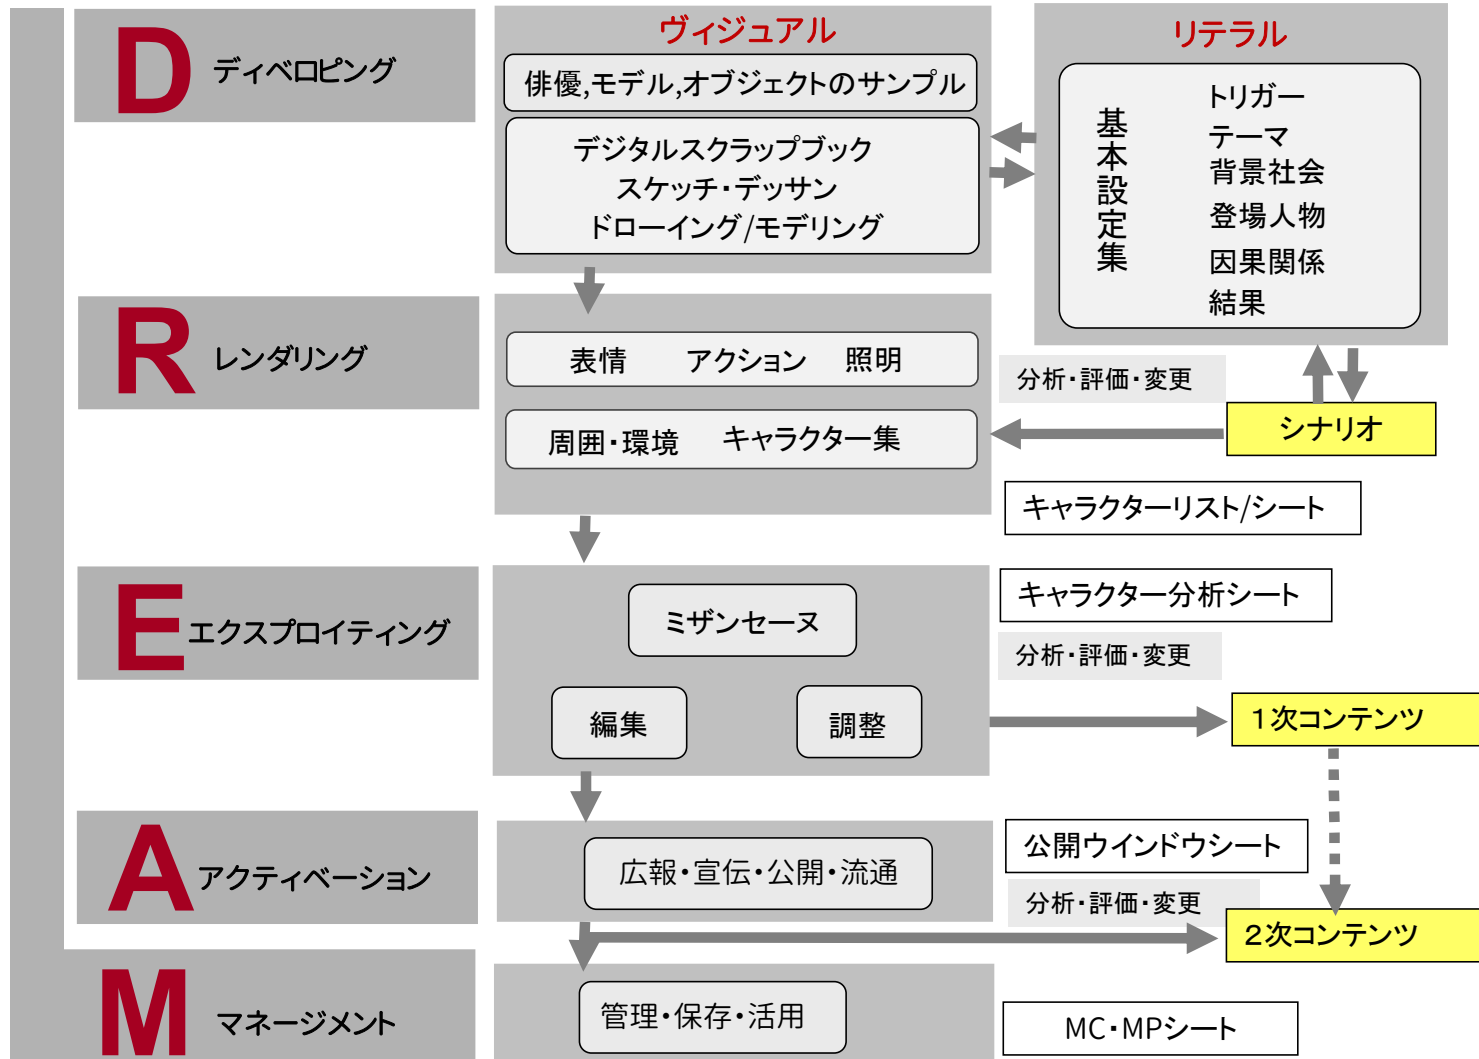 D ディベロピング
ヴィジュアル
俳優,モデル,オブジェクトのサンプル
デジタルスクラップブック
スケッチ・デッサン
ドローイング/モデリング
リテラル
基本設定集
トリガー
テーマ
背景社会
登場人物
因果関係
結果
R レンダリング
表情 アクション 照明
周囲・環境 キャラクター集
分析・評価・変更
シナリオ
キャラクターリスト/シート
E エクスプロイティング
ミザンセーヌ
編集 調整
キャラクター分析シート
分析・評価・変更
１次コンテンツ
A アクティベーション
広報・宣伝・公開・流通
公開ウインドウシート
分析・評価・変更
２次コンテンツ
M マネージメント
管理・保存・活用
MC・MPシート